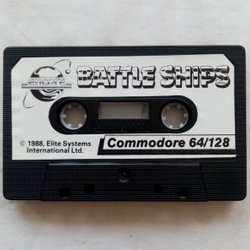 BATTLE SHIPS
© 1988, Elite Systems
International Ltd.
Commodore 64/128